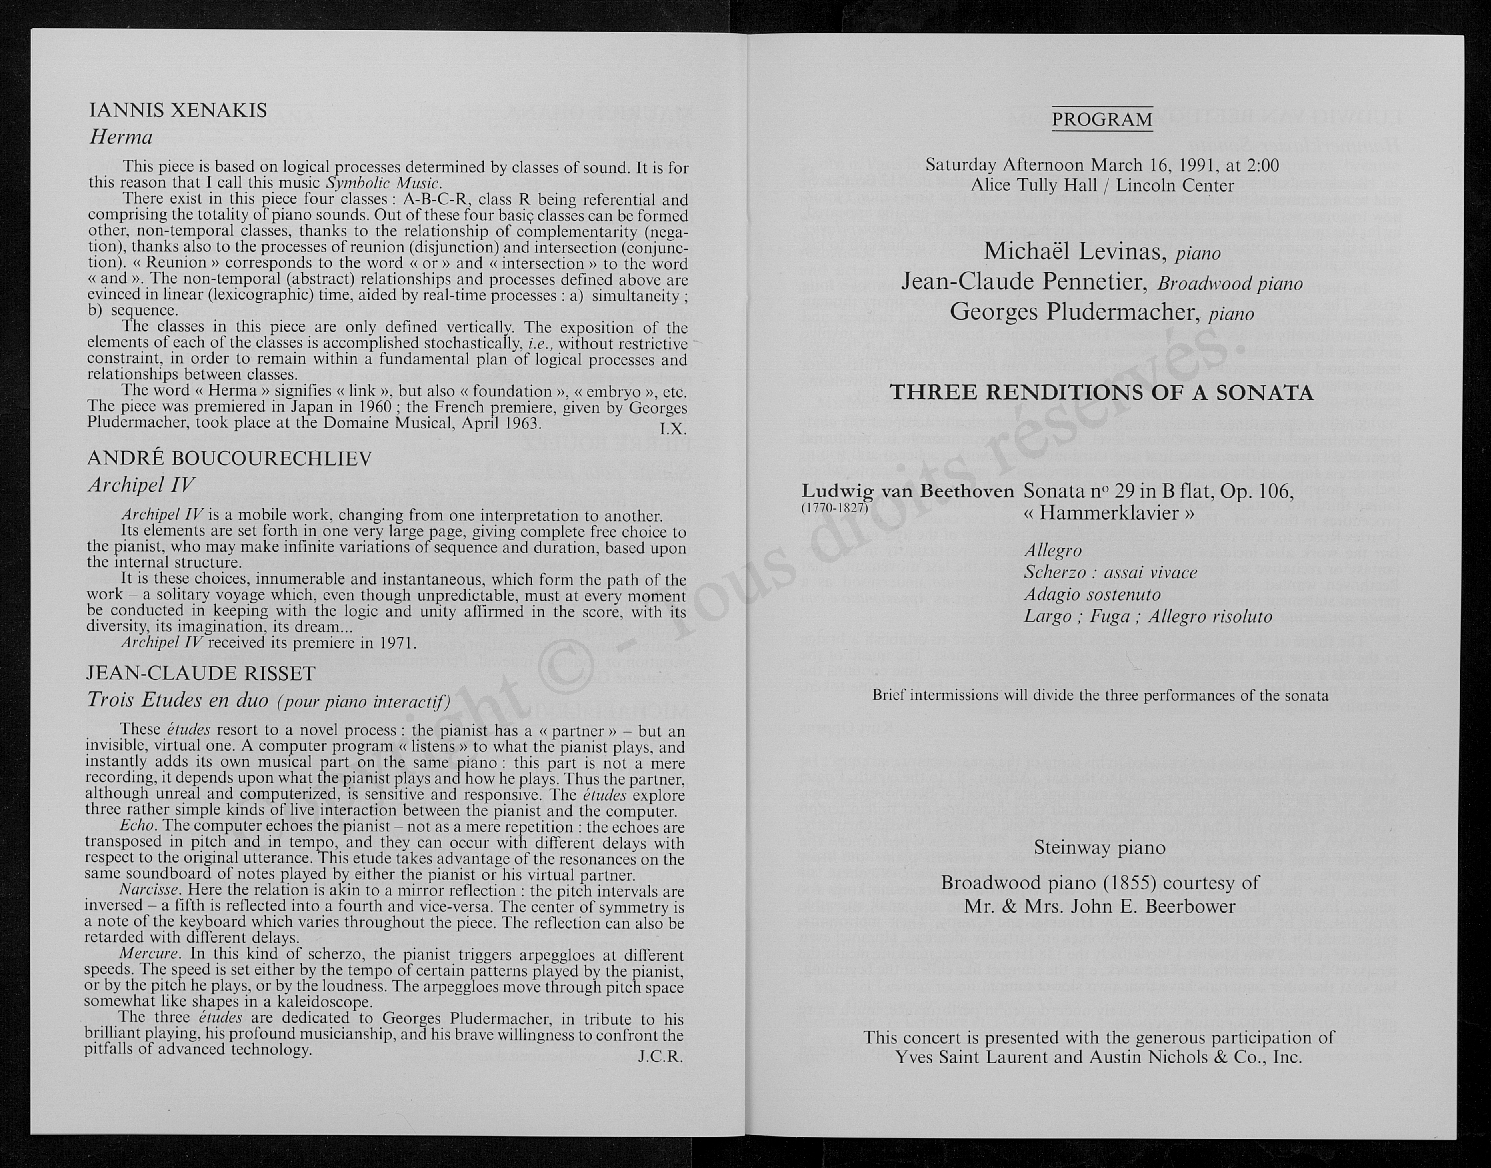 IANNIS XENAKIS
Herma
This piece is based on logical processes determined by classes of sound. It is for
this reason that I call this music Symbolic Music.
There exist in this piece four classes : A-B-C-R, class R being referential and
comprising the totality of piano sounds. Out of these four basic classes can be formed
other, non-temporal classes, thanks to the relationship of complementarity (nega-
tion), thanks also to the processes of reunion (disjunction) and intersection (conjunc-
tion). « Reunion » corresponds to the word « or » and « intersection » to the word
« and ». The non-temporal (abstract) relationships and processes defined above are
evinced in linear (lexicographic) time, aided by real-time processes : a) simultaneity ;
b) sequence.
The classes in this piece are only defined vertically. The exposition of the
elements of each of the classes is accomplished stochastically, i.e., without restrictive
constraint, in order to remain within a fundamental plan of logical processes and
relationships between classes.
The word « Herma » signifies « link », but also « foundation », « embryo », etc.
The piece was premiered in Japan in 1960 ; the French premiere, given by Georges
Pludermacher, took place at the Domaine Musical, April 1963.
I.X.
ANDRÉ BOUCOURECHLIEV
Archipel IV
Archipel IV is a mobile work, changing from one interpretation to another.
Its elements are set forth in one very large page, giving complete free choice to
the pianist, who may make infinite variations of sequence and duration, based upon
the internal structure.
It is these choices, innumerable and instantaneous, which form the path of the
work – a solitary voyage which, even though unpredictable, must at every moment
be conducted in keeping with the logic and unity affirmed in the score, with its
diversity, its imagination, its dream...
Archipel IV received its premiere in 1971.
JEAN-CLAUDE RISSET
Trois Etudes en duo (pour piano interactif)
These études resort to a novel process : the pianist has a « partner » – but an
invisible, virtual one. A computer program « listens » to what the pianist plays, and
instantly adds its own musical part on the same piano : this part is not a mere
recording, it depends upon what the pianist plays and how he plays. Thus the partner,
although unreal and computerized, is sensitive and responsive. The études explore
three rather simple kinds of live interaction between the pianist and the computer.
Echo. The computer echoes the pianist – not as a mere repetition : the echoes are
transposed in pitch and in tempo, and they can occur with different delays with
respect to the original utterance. This etude takes advantage of the resonances on the
same soundboard of notes played by either the pianist or his virtual partner.
Narcisse. Here the relation is akin to a mirror reflection : the pitch intervals are
inversed – a fifth is reflected into a fourth and vice-versa. The center of symmetry is
a note of the keyboard which varies throughout the piece. The reflection can also be
retarded with different delays.
Mercure. In this kind of scherzo, the pianist triggers arpeggloes at different
speeds. The speed is set either by the tempo of certain patterns played by the pianist,
or by the pitch he plays, or by the loudness. The arpeggloes move through pitch space
somewhat like shapes in a kaleidoscope.
The three études are dedicated to Georges Pludermacher, in tribute to his
brilliant playing, his profound musicianship, and his brave willingness to confront the
pitfalls of advanced technology.
J.C.R.
PROGRAM
Saturday Afternoon March 16, 1991, at 2:00
Alice Tully Hall / Lincoln Center
Michaël Levinas, piano
Jean-Claude Pennetier, Broadwood piano
Georges Pludermacher, piano
THREE RENDITIONS OF A SONATA
Ludwig van Beethoven Sonata nº 29 in B flat, Op. 106,
(1770-1827) « Hammerklavier »
Allegro
Scherzo : assai vivace
Adagio sostenuto
Largo ; Fuga ; Allegro risoluto
Brief intermissions will divide the three performances of the sonata
Steinway piano
Broadwood piano (1855) courtesy of
Mr. & Mrs. John E. Beerbower
This concert is presented with the generous participation of
Yves Saint Laurent and Austin Nichols & Co., Inc.
© - Tous droits réservés.